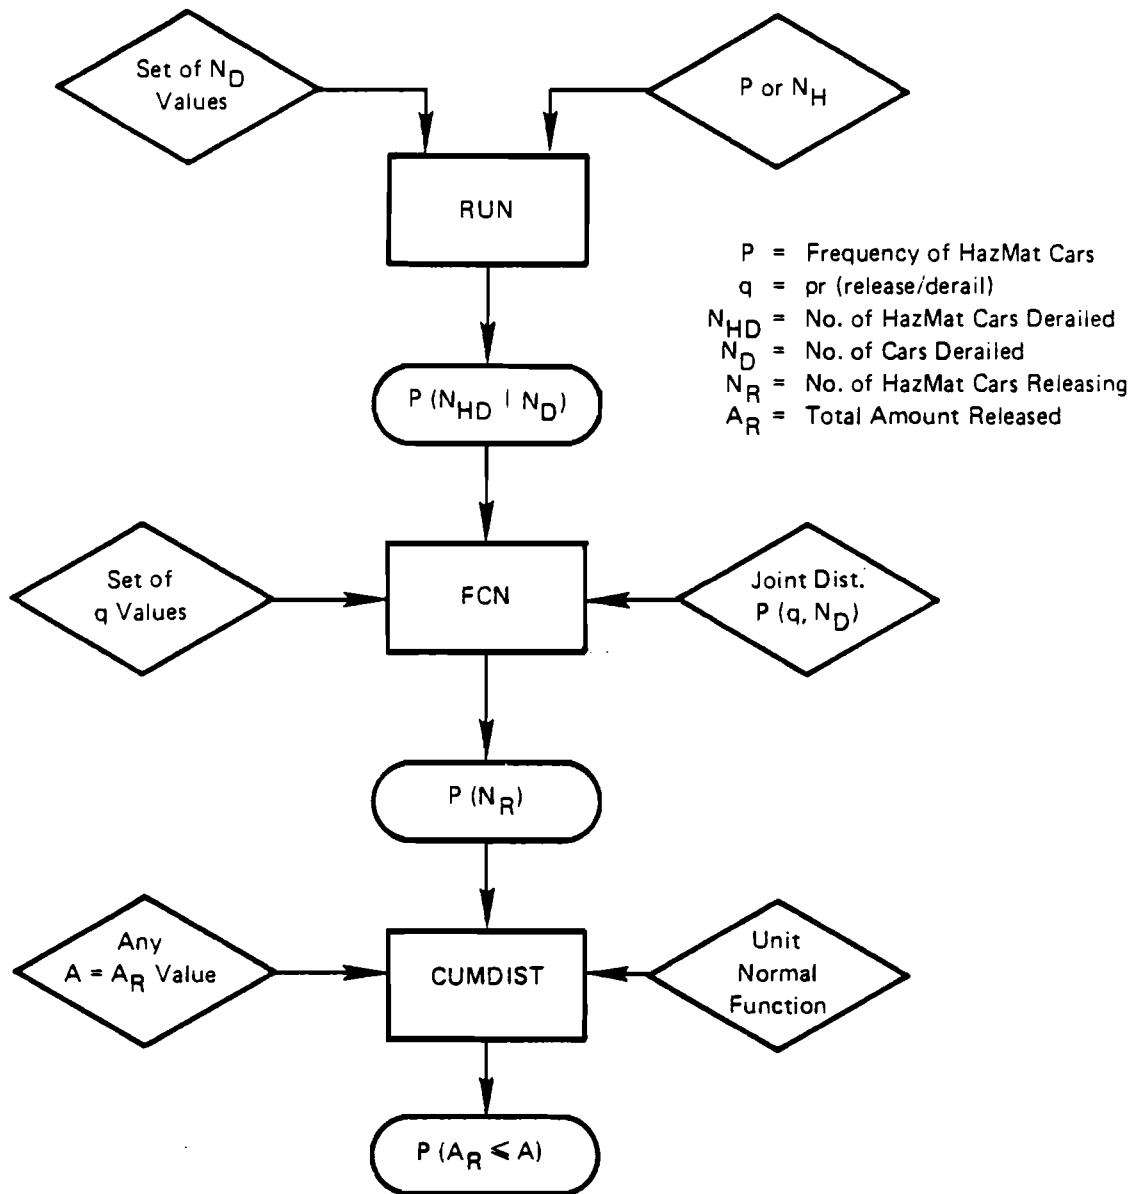 Set of N_D
Values
P or N_H
RUN
P = Frequency of HazMat Cars
q = pr (release/derail)
N_HD = No. of HazMat Cars Derailed
N_D = No. of Cars Derailed
N_R = No. of HazMat Cars Releasing
A_R = Total Amount Released
P (N_HD | N_D)
Set of
q Values
FCN
Joint Dist.
P (q, N_D)
P (N_R)
Any
A = A_R Value
CUMDIST
Unit
Normal
Function
P (A_R ⩽ A)